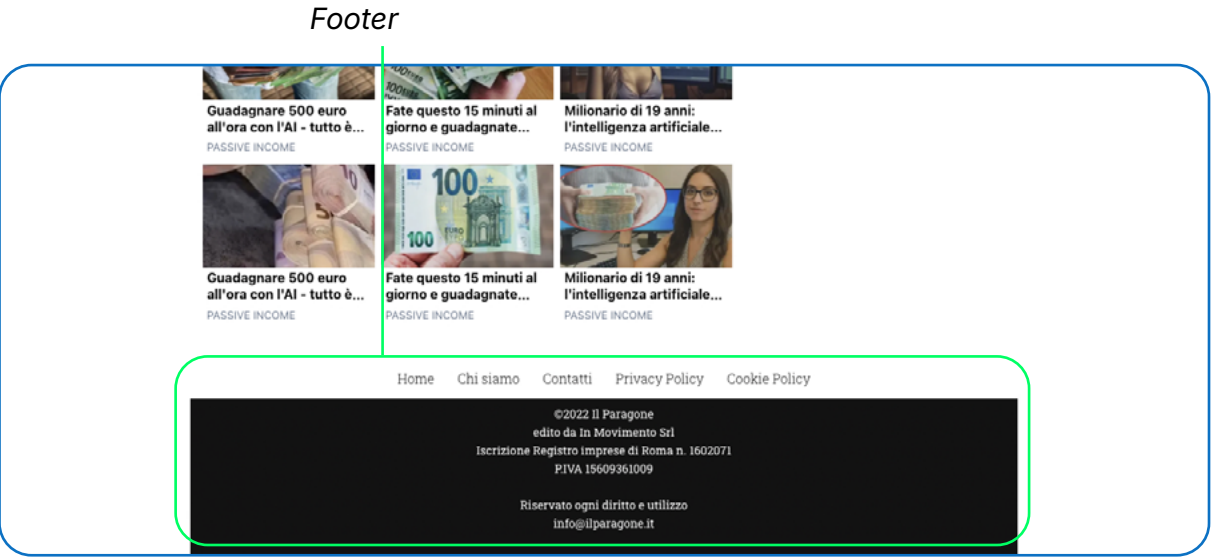 Footer
Guadagnare 500 euro
all'ora con l'AI - tutto è...
PASSIVE INCOME
Fate questo 15 minuti al
giorno e guadagnate...
PASSIVE INCOME
Milionario di 19 anni:
l'intelligenza artificiale...
PASSIVE INCOME
100
100
EURO
Guadagnare 500 euro
all'ora con l'AI - tutto è...
PASSIVE INCOME
Fate questo 15 minuti al
giorno e guadagnate...
PASSIVE INCOME
Milionario di 19 anni:
l'intelligenza artificiale...
PASSIVE INCOME
Home Chi siamo Contatti Privacy Policy Cookie Policy
©2022 Il Paragone
edito da In Movimento Srl
Iscrizione Registro imprese di Roma n. 1602071
P.IVA 15609361009
Riservato ogni diritto e utilizzo
info@ilparagone.it